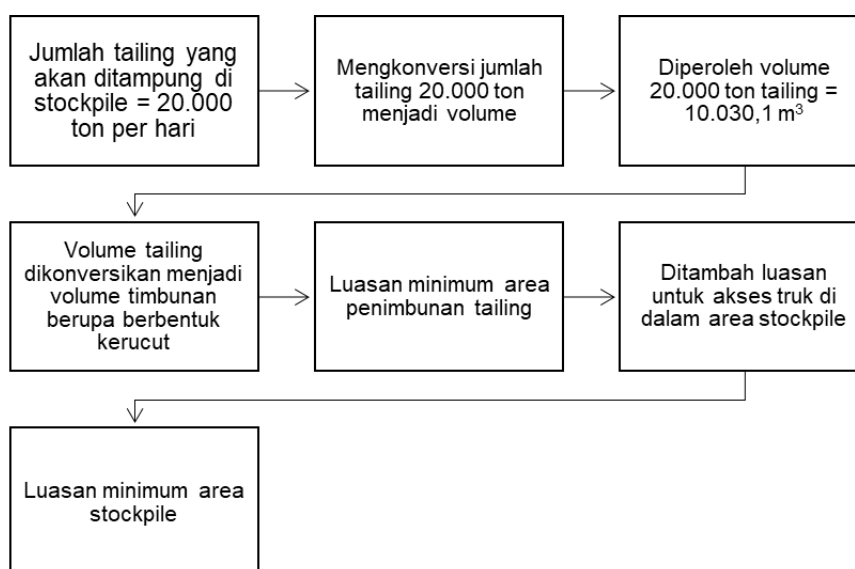 Jumlah tailing yang
akan ditampung di
stockpile = 20.000
ton per hari
Mengkonversi jumlah
tailing 20.000 ton
menjadi volume
Diperoleh volume
20.000 ton tailing =
10.030,1 m³
Volume tailing
dikonversikan menjadi
volume timbunan
berupa berbentuk
kerucut
Luasan minimum area
penimbunan tailing
Ditambah luasan
untuk akses truk di
dalam area stockpile
Luasan minimum area
stockpile